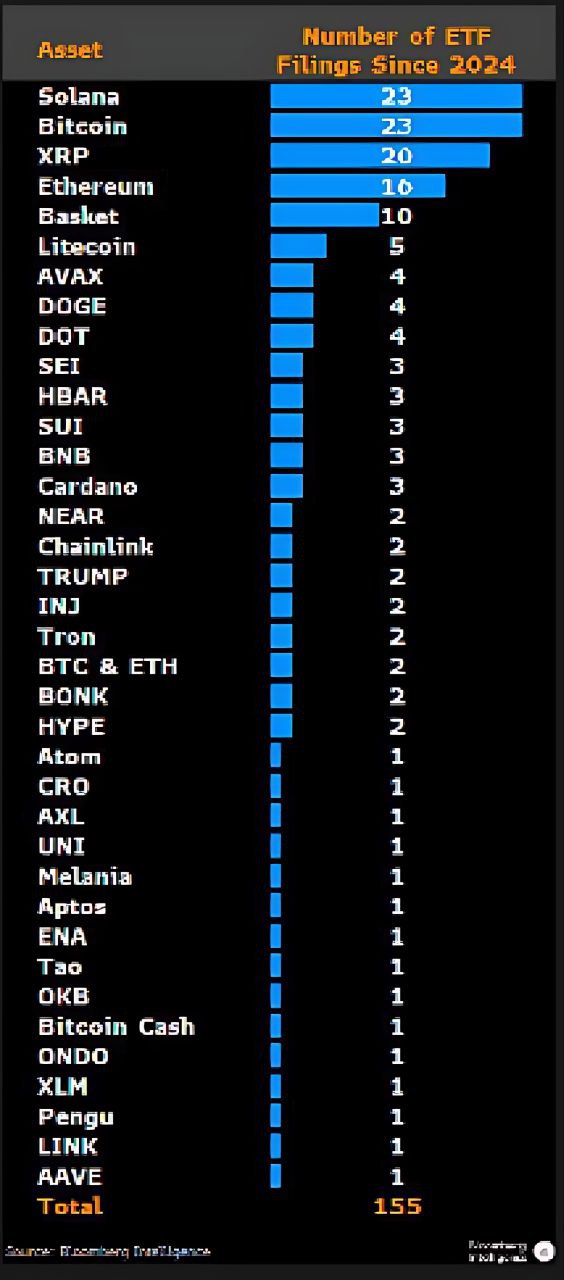 Asset
Number of ETF
Filings Since 2024
Solana 23
Bitcoin 23
XRP 20
Ethereum 16
Basket 10
Litecoin 5
AVAX 4
DOGE 4
DOT 4
SEI 3
HBAR 3
SUI 3
BNB 3
Cardano 3
NEAR 2
Chainlink 2
TRUMP 2
INJ 2
Tron 2
BTC & ETH 2
BONK 2
HYPE 2
Atom 1
CRO 1
AXL 1
UNI 1
Melania 1
Aptos 1
ENA 1
Tao 1
OKB 1
Bitcoin Cash 1
ONDO 1
XLM 1
Pengu 1
LINK 1
AAVE 1
Total 155
Source: Bloomberg Intelligence
Bloomberg
Intelligence